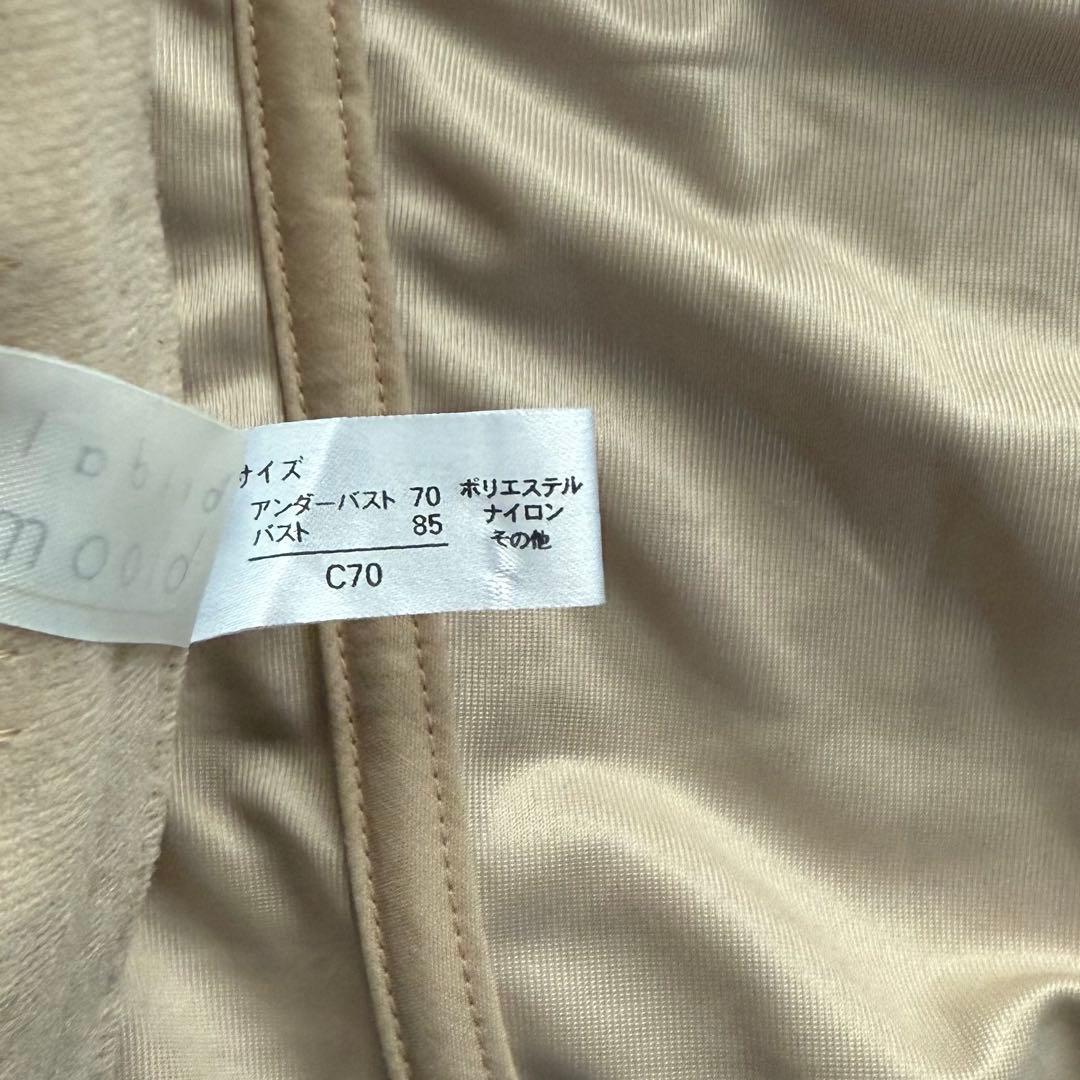 サイズ
アンダーバスト 70
バスト 85
C70
ポリエステル
ナイロン
その他
mood